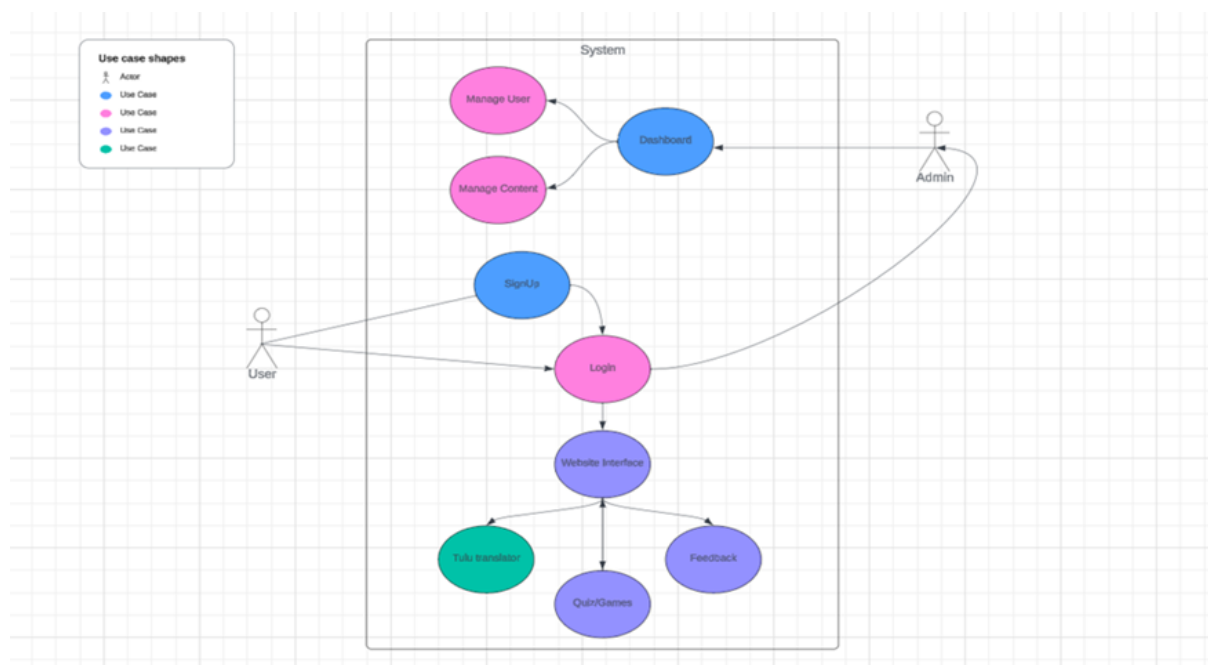 System
Use case shapes
Actor
Use Case
Use Case
Use Case
Use Case
Manage User
Dashboard
Manage Content
Admin
SignUp
User
Login
Website Interface
Tulu translator
Feedback
Quiz/Games